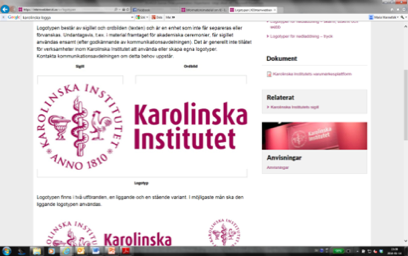 Logotypen består av sigillet och ordbilden (texten) och är en enhet som inte får separeras eller
förvanskas. Undantagsvis, t.ex. i material framtaget för akademiska ceremonier, får sigillet
användas ensamt (efter godkännande av kommunikationsavdelningen). Det är generellt inte tillåtet
för verksamheter inom Karolinska Institutet att använda eller skapa egna logotyper.
Kontakta kommunikationsavdelningen om detta behov uppstår.
Sigill
Ordbild
KAROLINSKA INSTITUTET
ANNO 1810
Karolinska
Institutet
Logotyp
Logotypen finns i två utföranden, en liggande och en stående variant. I möjligaste mån ska den
liggande logotypen användas.
Karolinska
Dokument
Karolinska Institutets varumärkesplattform
Relaterat
Karolinska Institutets sigill
Anvisningar
Anvisningar